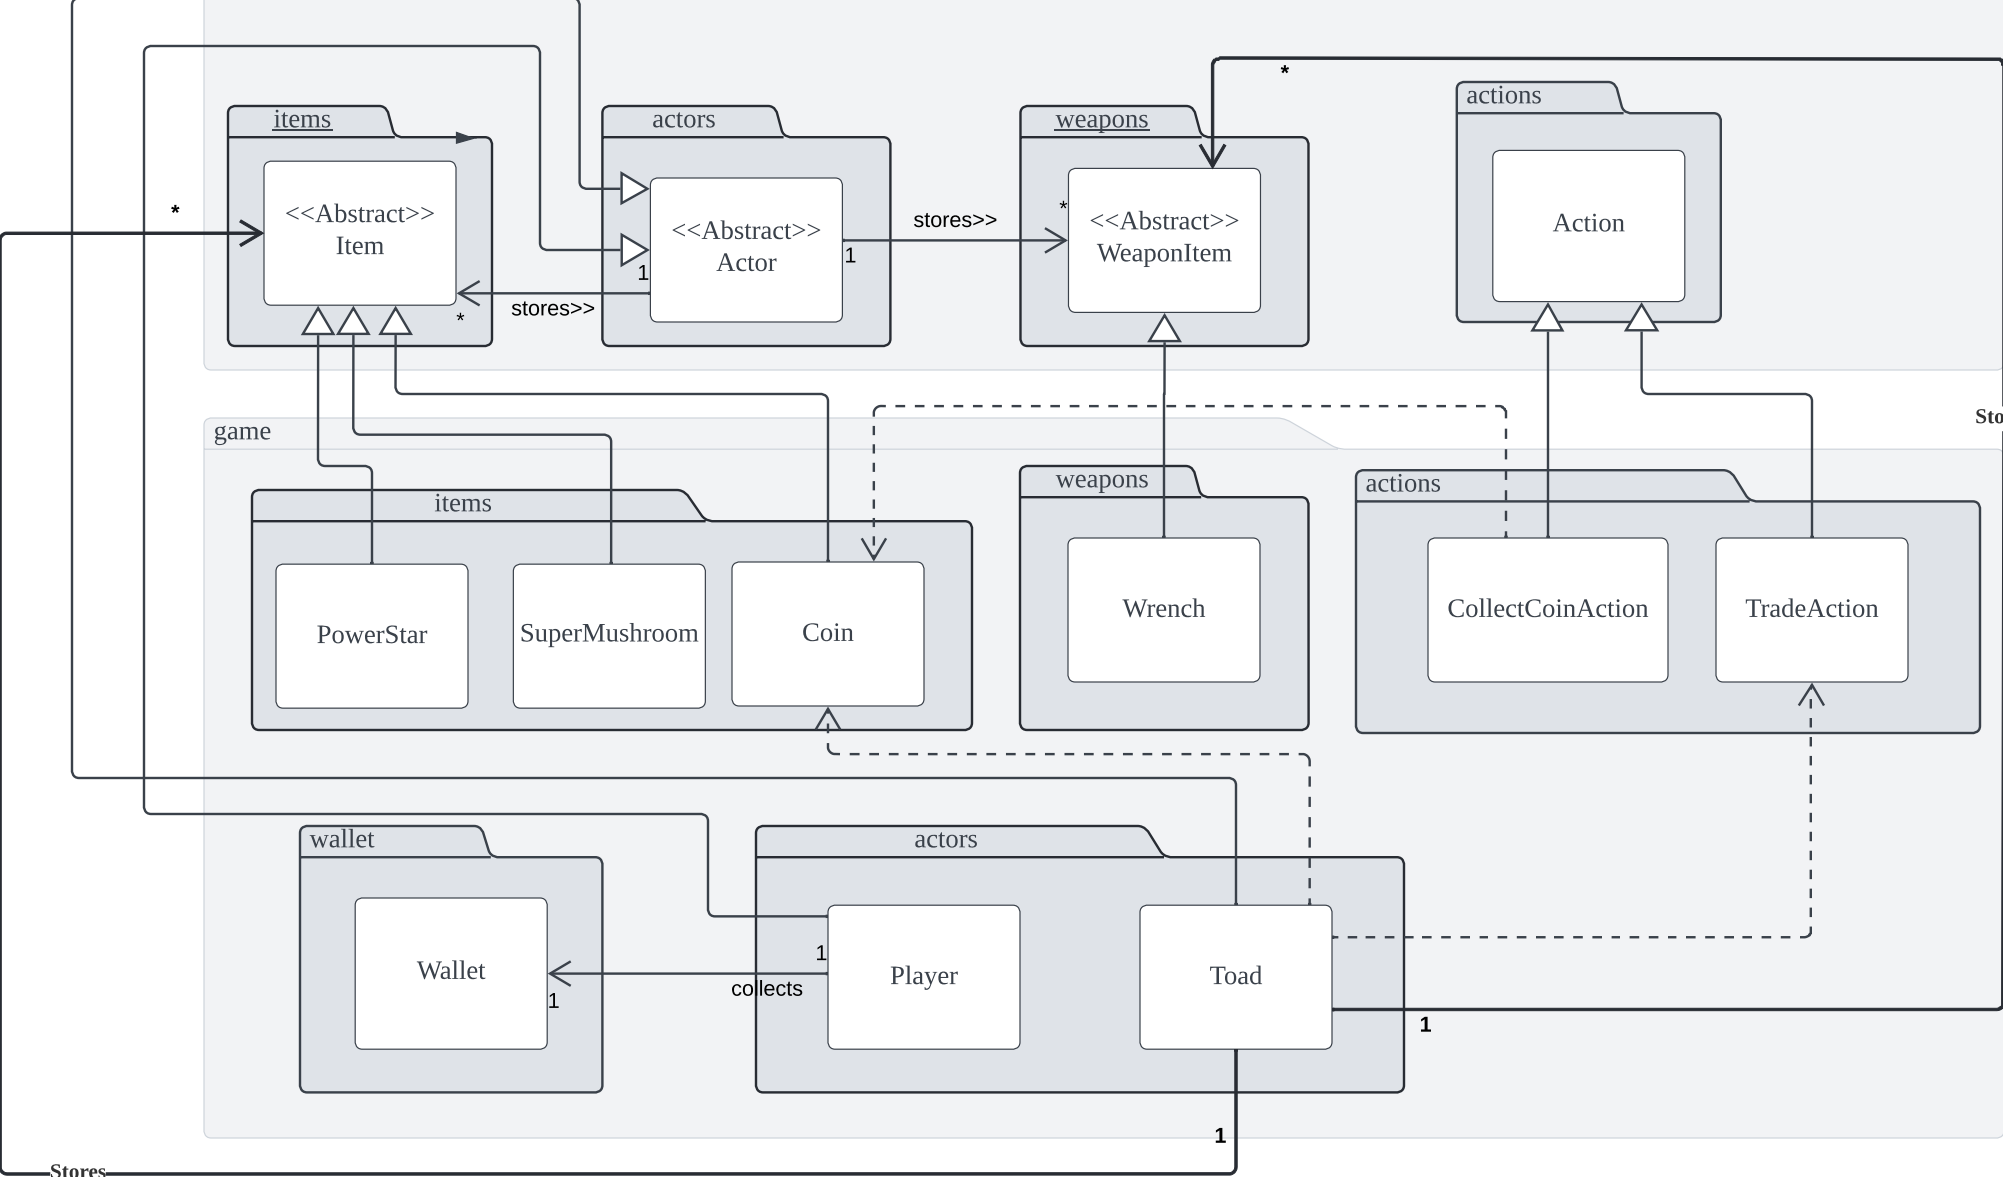 *
actions
items
actors
weapons
*
*
<<Abstract>>
Item
<<Abstract>>
Actor
1
stores>>
*
<<Abstract>>
WeaponItem
Action
1
stores>>
*
Sto
game
items
weapons
actions
PowerStar
SuperMushroom
Coin
Wrench
CollectCoinAction
TradeAction
wallet
actors
Wallet
1
collects
1
Player
Toad
1
1
Stores